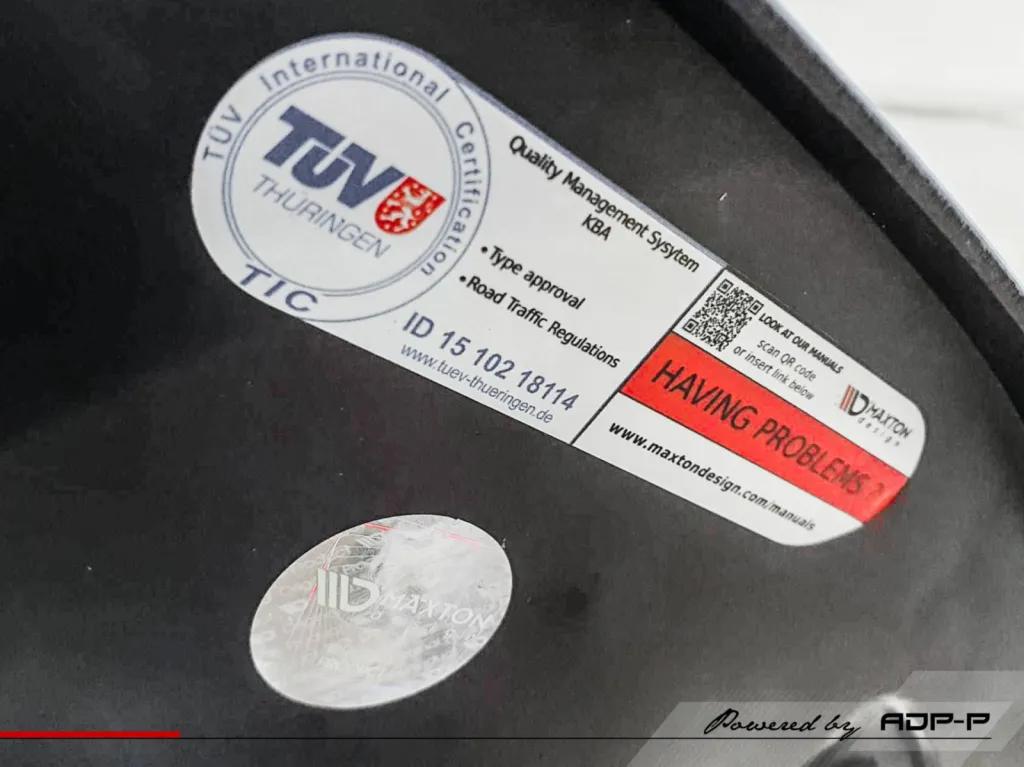 TÜV International Certification
TÜV
THÜRINGEN
TIC
Quality Management Sysytem
KBA
• Type approval
• Road Traffic Regulations
ID 15 102 18114
www.tuev-thueringen.de
LOOK AT OUR MANUALS
scan QR code
or insert link below
MAXTON
design
HAVING PROBLEMS ?
www.maxtondesign.com/manuals
MAXTON
Powered by ADP-P